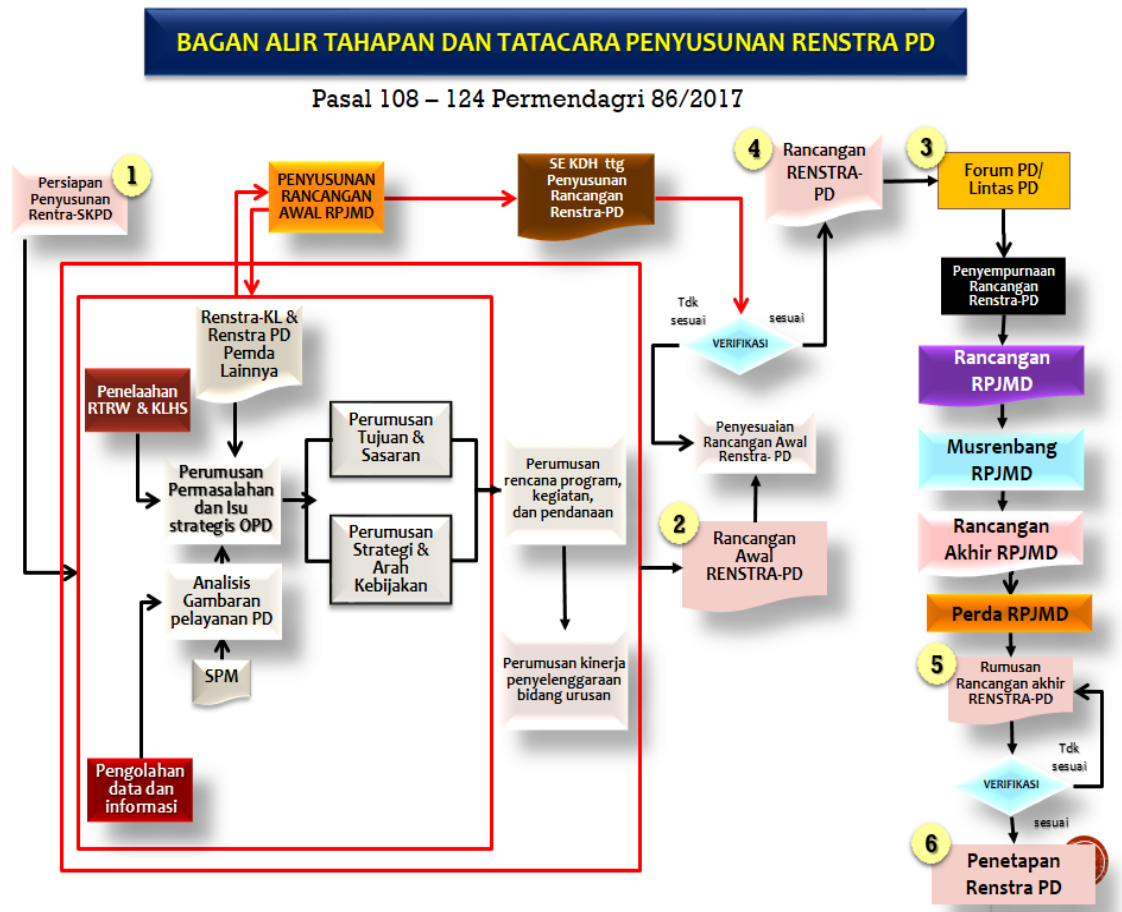 BAGAN ALIR TAHAPAN DAN TATACARA PENYUSUNAN RENSTRA PD
Pasal 108 – 124 Permendagri 86/2017
1
Persiapan
Penyusunan
Rentra-SKPD
PENYUSUNAN
RANCANGAN
AWAL RPJMD
SE KDH ttg
Penyusunan
Rancangan
Renstra-PD
4
Rancangan
RENSTRA-
PD
3
Forum PD/
Lintas PD
Penyempurnaan
Rancangan
Renstra-PD
Tdk
sesuai
sesuai
VERIFIKASI
Renstra-KL &
Renstra PD
Pemda
Lainnya
Penelaahan
RTRW & KLHS
Perumusan
Permasalahan
dan Isu
strategis OPD
Perumusan
Tujuan &
Sasaran
Perumusan
Strategi &
Arah
Kebijakan
Analisis
Gambaran
pelayanan PD
SPM
Pengolahan
data dan
informasi
Perumusan
rencana program,
kegiatan,
dan pendanaan
Perumusan kinerja
penyelenggaraan
bidang urusan
Penyesuaian
Rancangan Awal
Renstra- PD
2
Rancangan
Awal
RENSTRA-PD
Rancangan
RPJMD
Musrenbang
RPJMD
Rancangan
Akhir RPJMD
Perda RPJMD
5
Rumusan
Rancangan akhir
RENSTRA-PD
Tdk
sesuai
VERIFIKASI
sesuai
6
Penetapan
Renstra PD